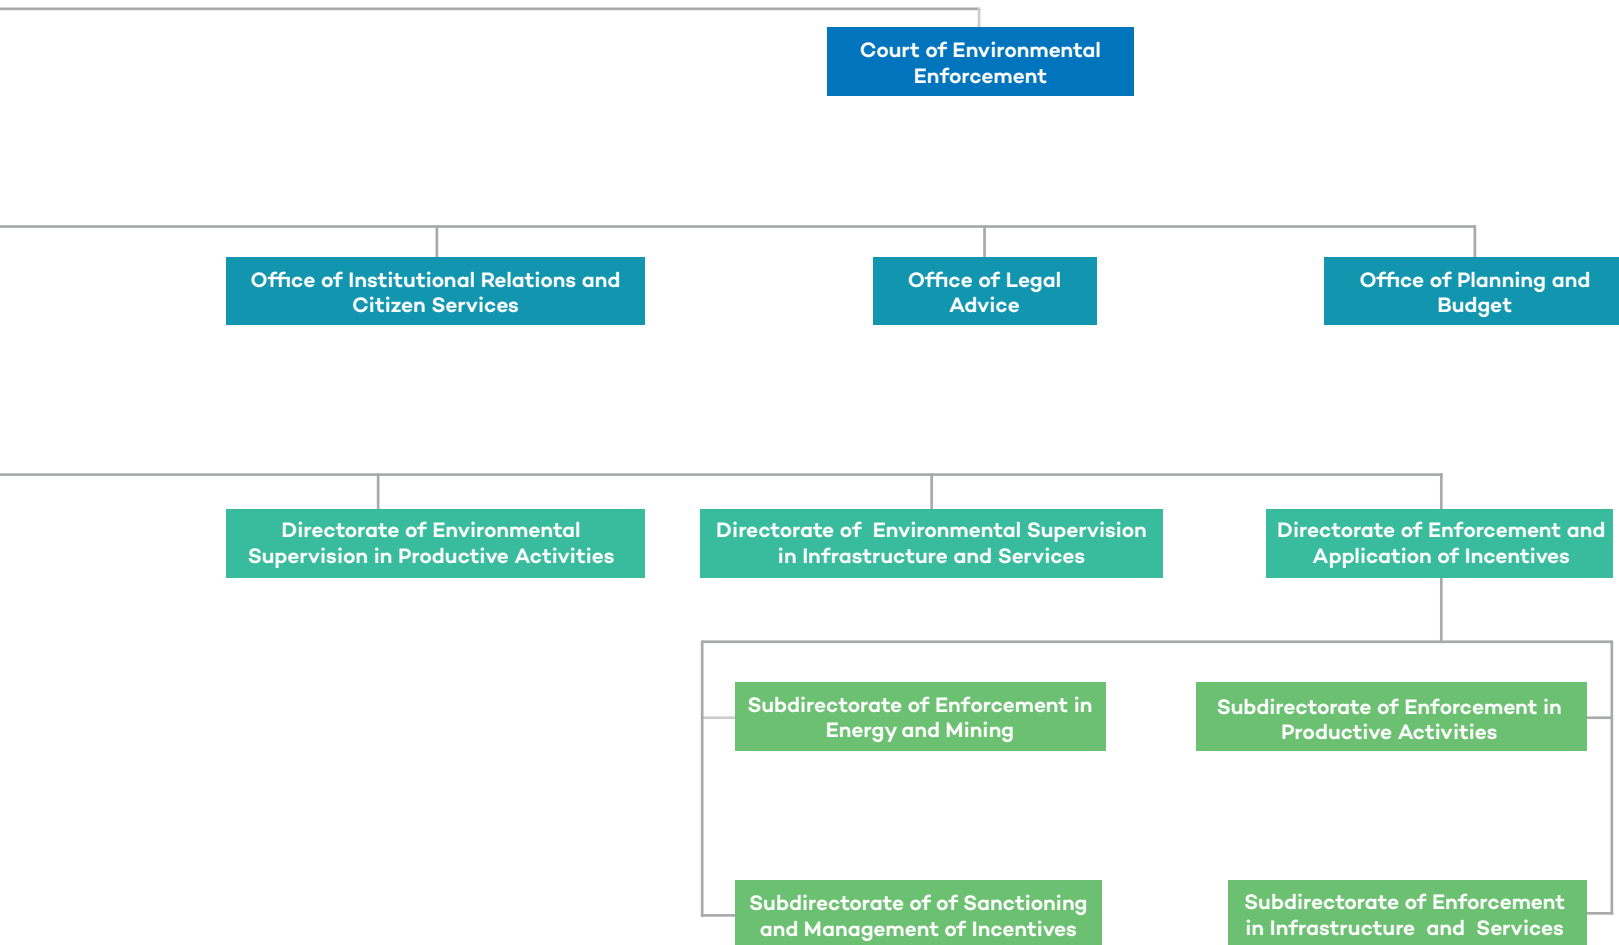 Court of Environmental
Enforcement
Office of Institutional Relations and
Citizen Services
Office of Legal
Advice
Office of Planning and
Budget
Directorate of Environmental
Supervision in Productive Activities
Directorate of  Environmental Supervision
in Infrastructure and Services
Directorate of Enforcement and
Application of Incentives
Subdirectorate of Enforcement in
Energy and Mining
Subdirectorate of Enforcement in
Productive Activities
Subdirectorate of of Sanctioning
and Management of Incentives
Subdirectorate of Enforcement
in Infrastructure  and  Services